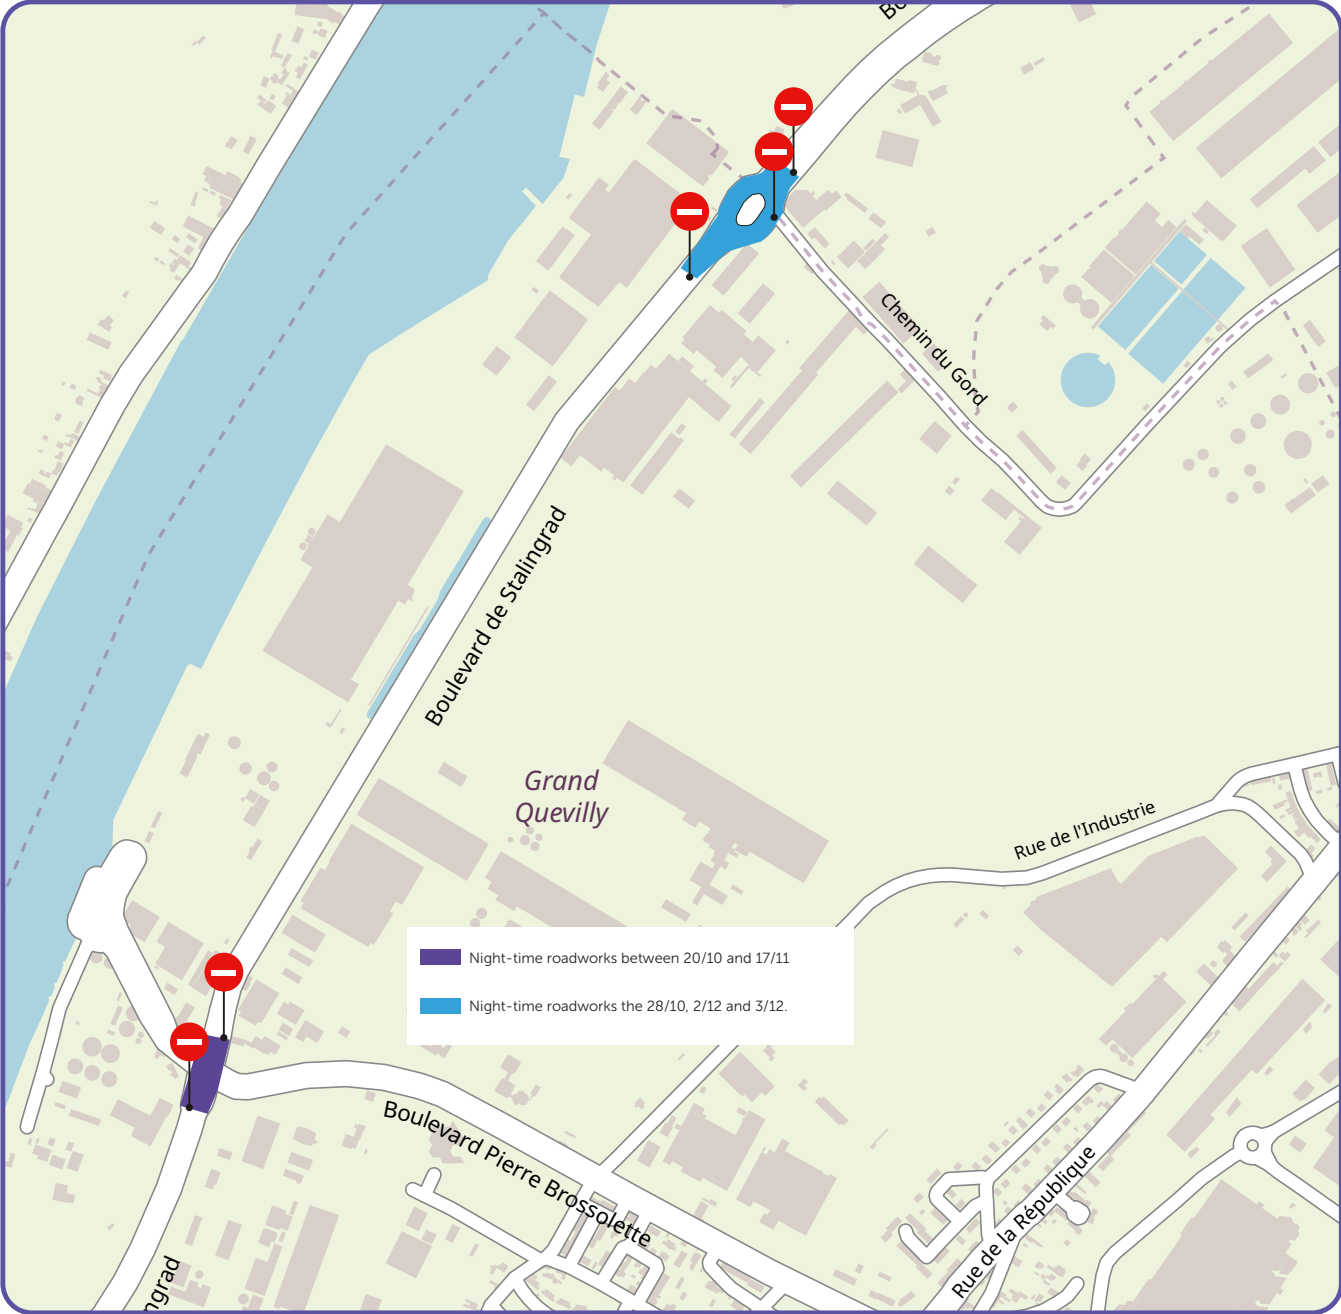 Bo
Chemin du Gord
Boulevard de Stalingrad
Grand
Quevilly
Rue de l'Industrie
Night-time roadworks between 20/10 and 17/11
Night-time roadworks the 28/10, 2/12 and 3/12.
Boulevard Pierre Brossolette
Rue de la République
ngrad